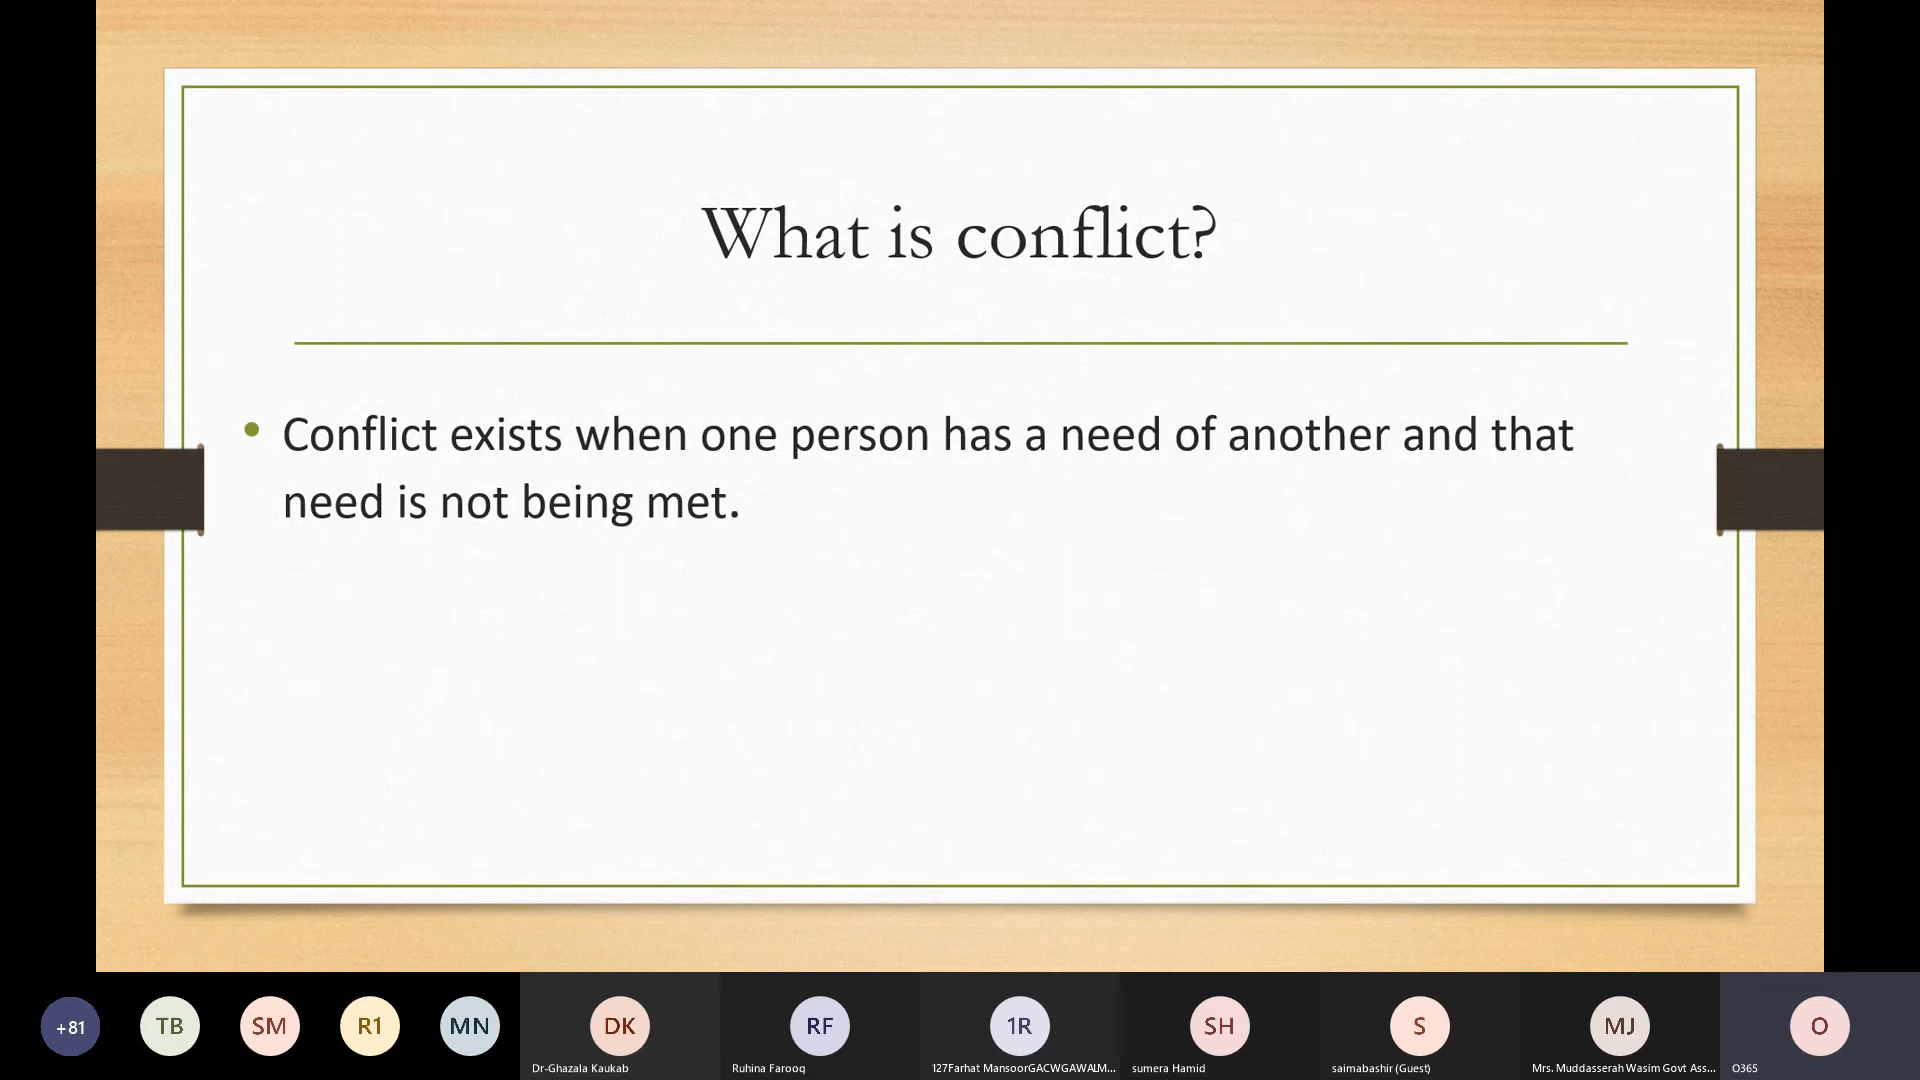 What is conflict?
• Conflict exists when one person has a need of another and that
need is not being met.
+81
TB
SM
R1
MN
DK
RF
1R
SH
S
MJ
O
Dr-Ghazala Kaukab
Ruhina Farooq
127Farhat MansoorGACWGAWALM...
sumera Hamid
saimabashir (Guest)
Mrs. Muddasserah Wasim Govt Ass...
O365